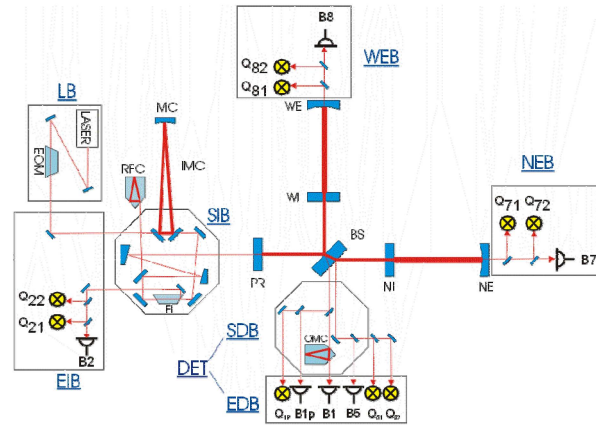 B8
WEB
Q82
Q81
LB
MC
WE
LASER
EOM
RFC
IMC
NEB
Q71
Q72
SIB
WI
BS
B7
PR
NI
NE
FI
Q22
Q21
SDB
OMC
B2
DET
EIB
EDB
Q1p
B1p
B1
B5
Q51
Q52